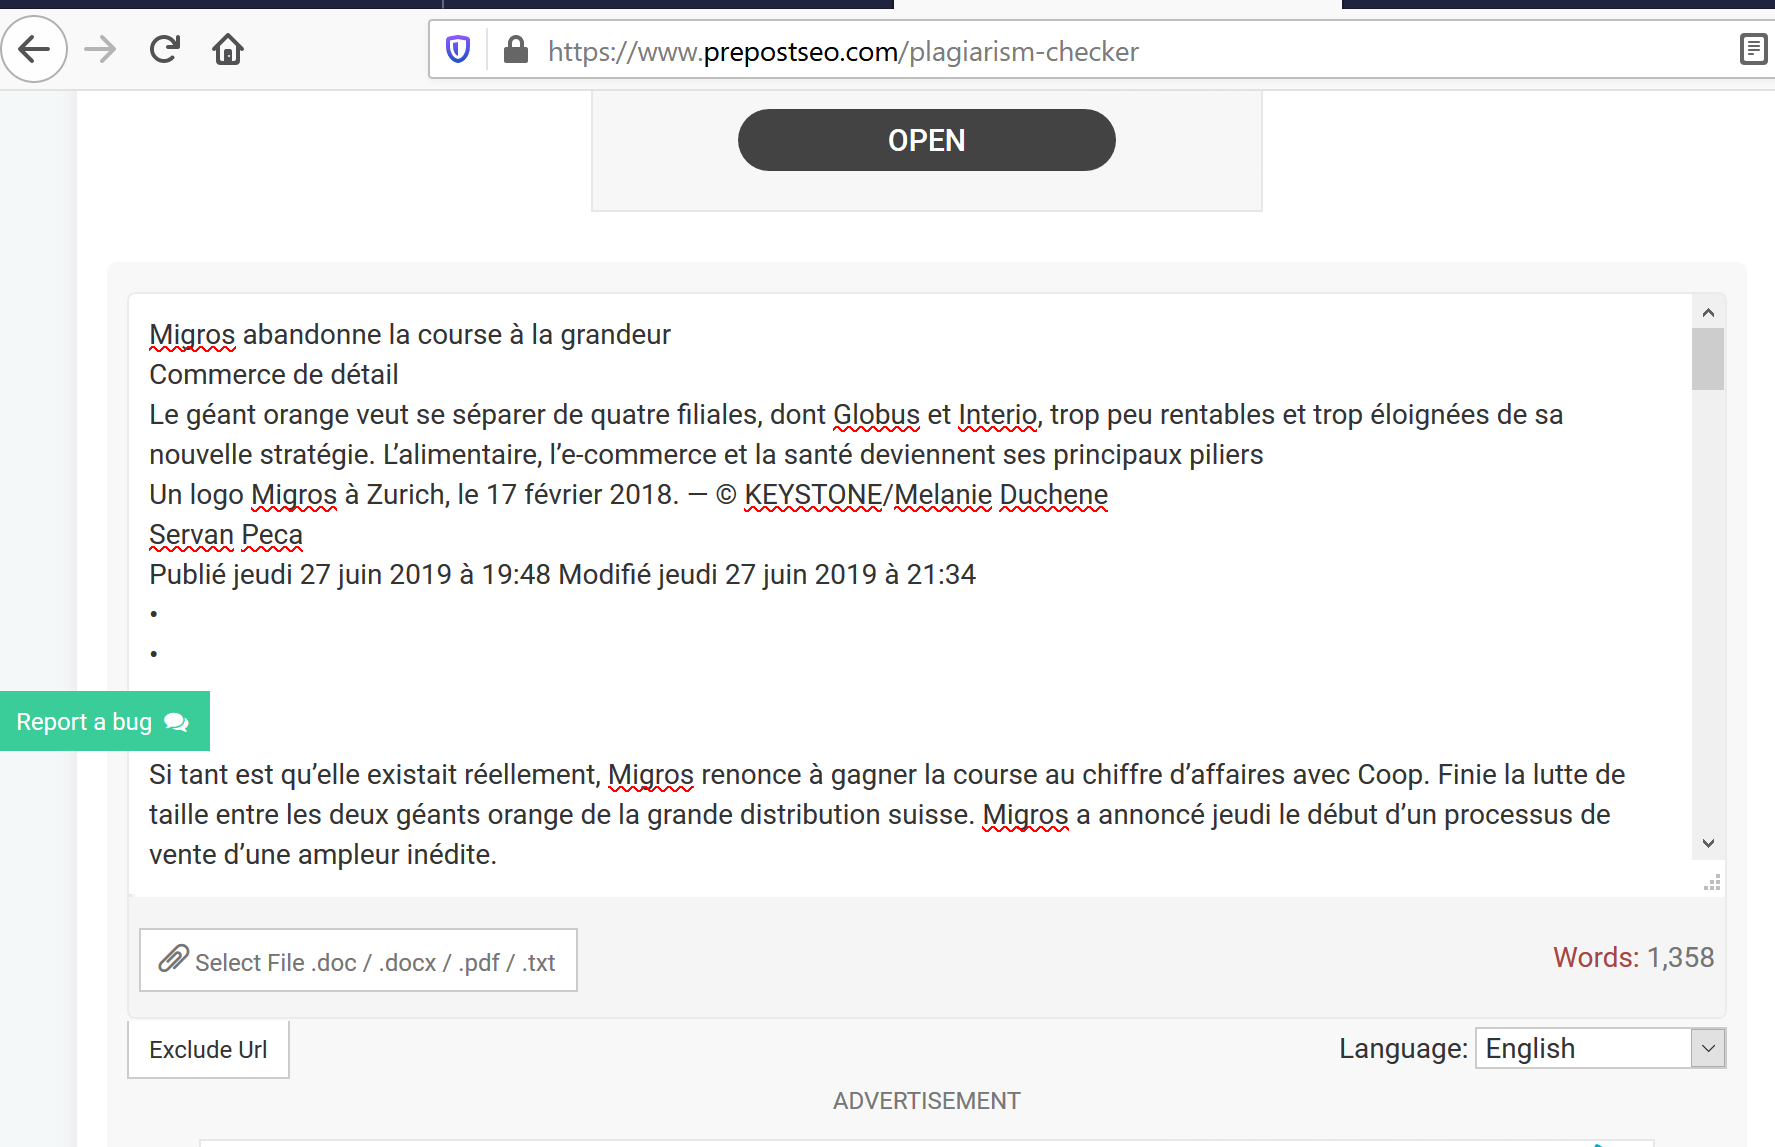 https://www.prepostseo.com/plagiarism-checker
OPEN
Migros abandonne la course à la grandeur
Commerce de détail
Le géant orange veut se séparer de quatre filiales, dont Globus et Interio, trop peu rentables et trop éloignées de sa
nouvelle stratégie. L’alimentaire, l’e-commerce et la santé deviennent ses principaux piliers
Un logo Migros à Zurich, le 17 février 2018. — © KEYSTONE/Melanie Duchene
Servan Peca
Publié jeudi 27 juin 2019 à 19:48 Modifié jeudi 27 juin 2019 à 21:34
•
•
Report a bug
Si tant est qu’elle existait réellement, Migros renonce à gagner la course au chiffre d’affaires avec Coop. Finie la lutte de
taille entre les deux géants orange de la grande distribution suisse. Migros a annoncé jeudi le début d’un processus de
vente d’une ampleur inédite.
Select File .doc / .docx / .pdf / .txt
Words: 1,358
Exclude Url
Language: English
ADVERTISEMENT